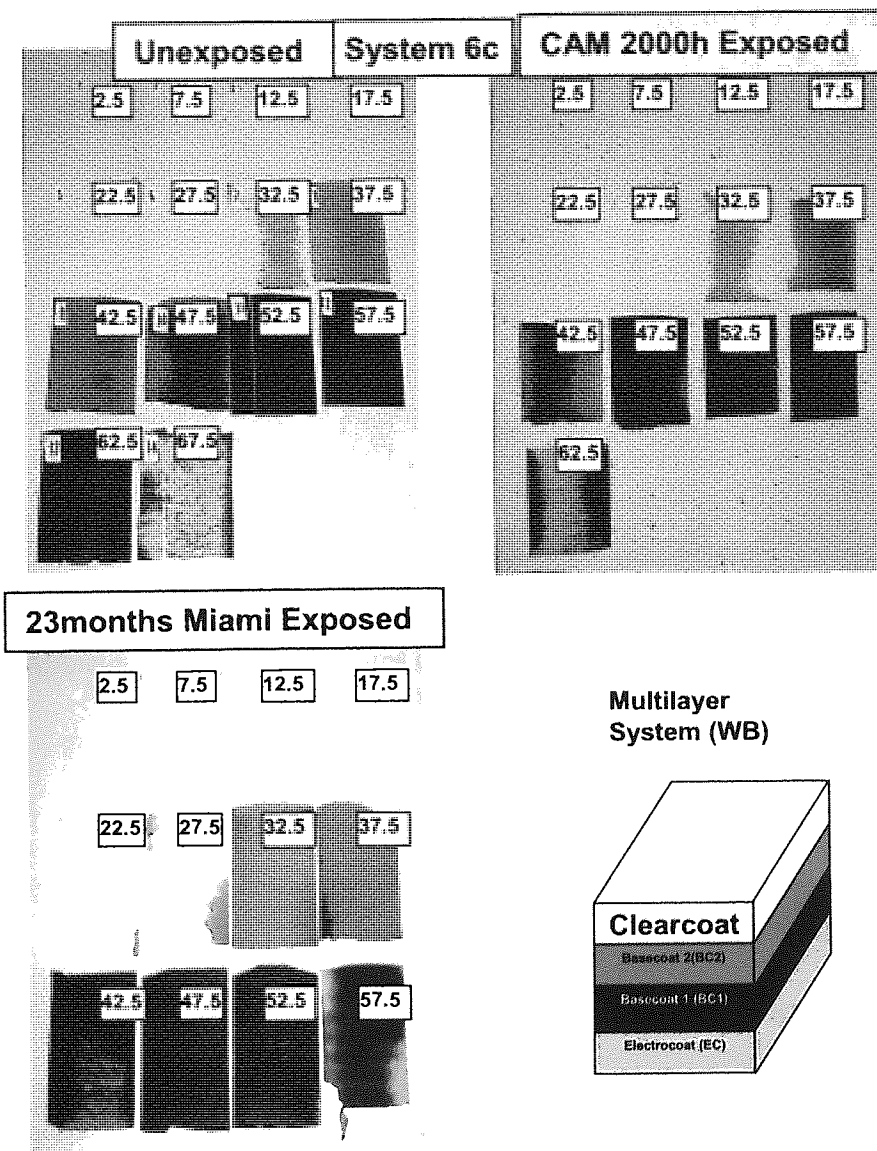 Unexposed
System 6c
CAM 2000h Exposed
2.5 7.5 12.5 17.5
22.5 27.5 32.5 37.5
42.5 47.5 52.5 57.5
62.5 67.5
2.5 7.5 12.5 17.5
22.5 27.5 32.5 37.5
42.5 47.5 52.5 57.5
62.5
23months Miami Exposed
2.5 7.5 12.5 17.5
22.5 27.5 32.5 37.5
42.5 47.5 52.5 57.5
Multilayer
System (WB)
Clearcoat
Basecoat 2(BC2)
Basecoat 1 (BC1)
Electrocoat (EC)